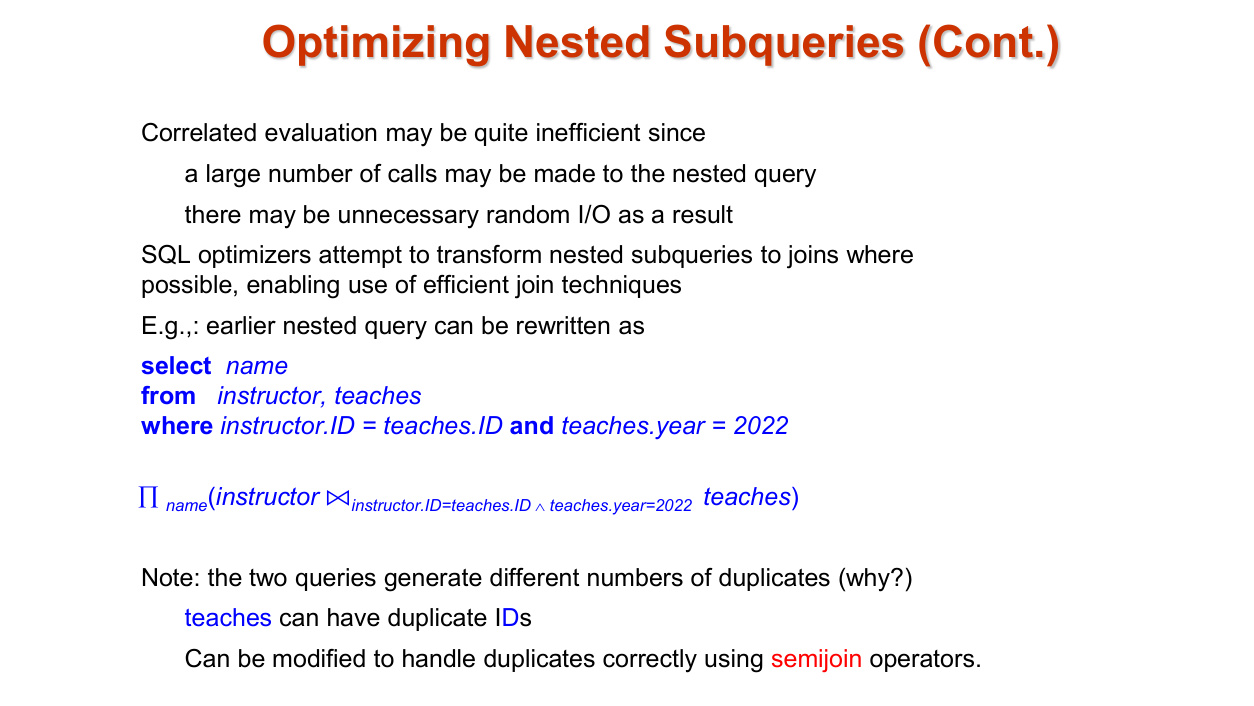 Optimizing Nested Subqueries (Cont.)
Correlated evaluation may be quite inefficient since
a large number of calls may be made to the nested query
there may be unnecessary random I/O as a result
SQL optimizers attempt to transform nested subqueries to joins where
possible, enabling use of efficient join techniques
E.g.,: earlier nested query can be rewritten as
select name
from instructor, teaches
where instructor.ID = teaches.ID and teaches.year = 2022
∏ name(instructor ⋈instructor.ID=teaches.ID ∧ teaches.year=2022 teaches)
Note: the two queries generate different numbers of duplicates (why?)
teaches can have duplicate IDs
Can be modified to handle duplicates correctly using semijoin operators.